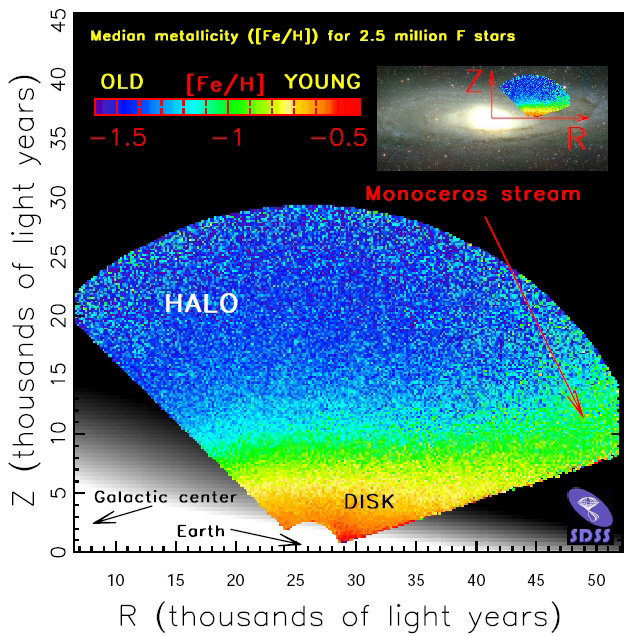 Median metallicity ([Fe/H]) for 2.5 million F stars
OLD [Fe/H] YOUNG
−1.5 −1 −0.5
Z
R
Monoceros stream
HALO
DISK
Galactic center
Earth
SDSS
Z (thousands of light years)
45
40
35
30
25
20
15
10
5
0
10 15 20 25 30 35 40 45 50
R (thousands of light years)